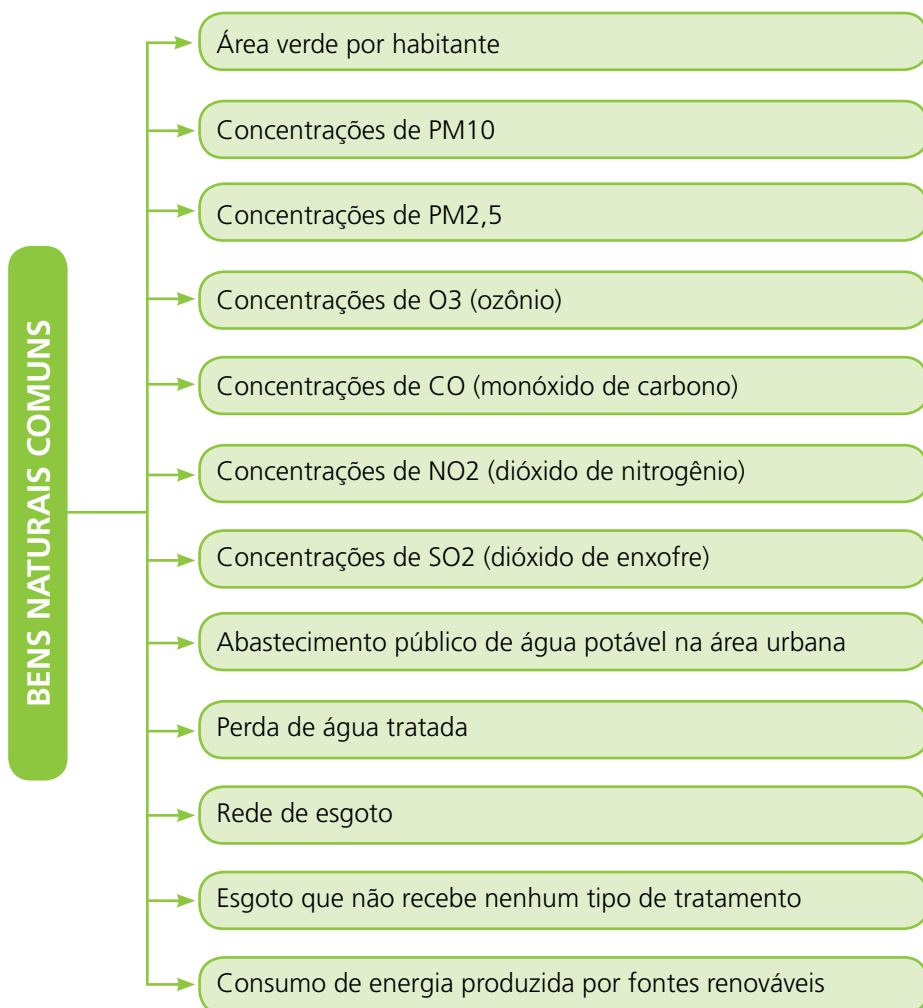 BENS NATURAIS COMUNS
Área verde por habitante
Concentrações de PM10
Concentrações de PM2,5
Concentrações de O3 (ozônio)
Concentrações de CO (monóxido de carbono)
Concentrações de NO2 (dióxido de nitrogênio)
Concentrações de SO2 (dióxido de enxofre)
Abastecimento público de água potável na área urbana
Perda de água tratada
Rede de esgoto
Esgoto que não recebe nenhum tipo de tratamento
Consumo de energia produzida por fontes renováveis